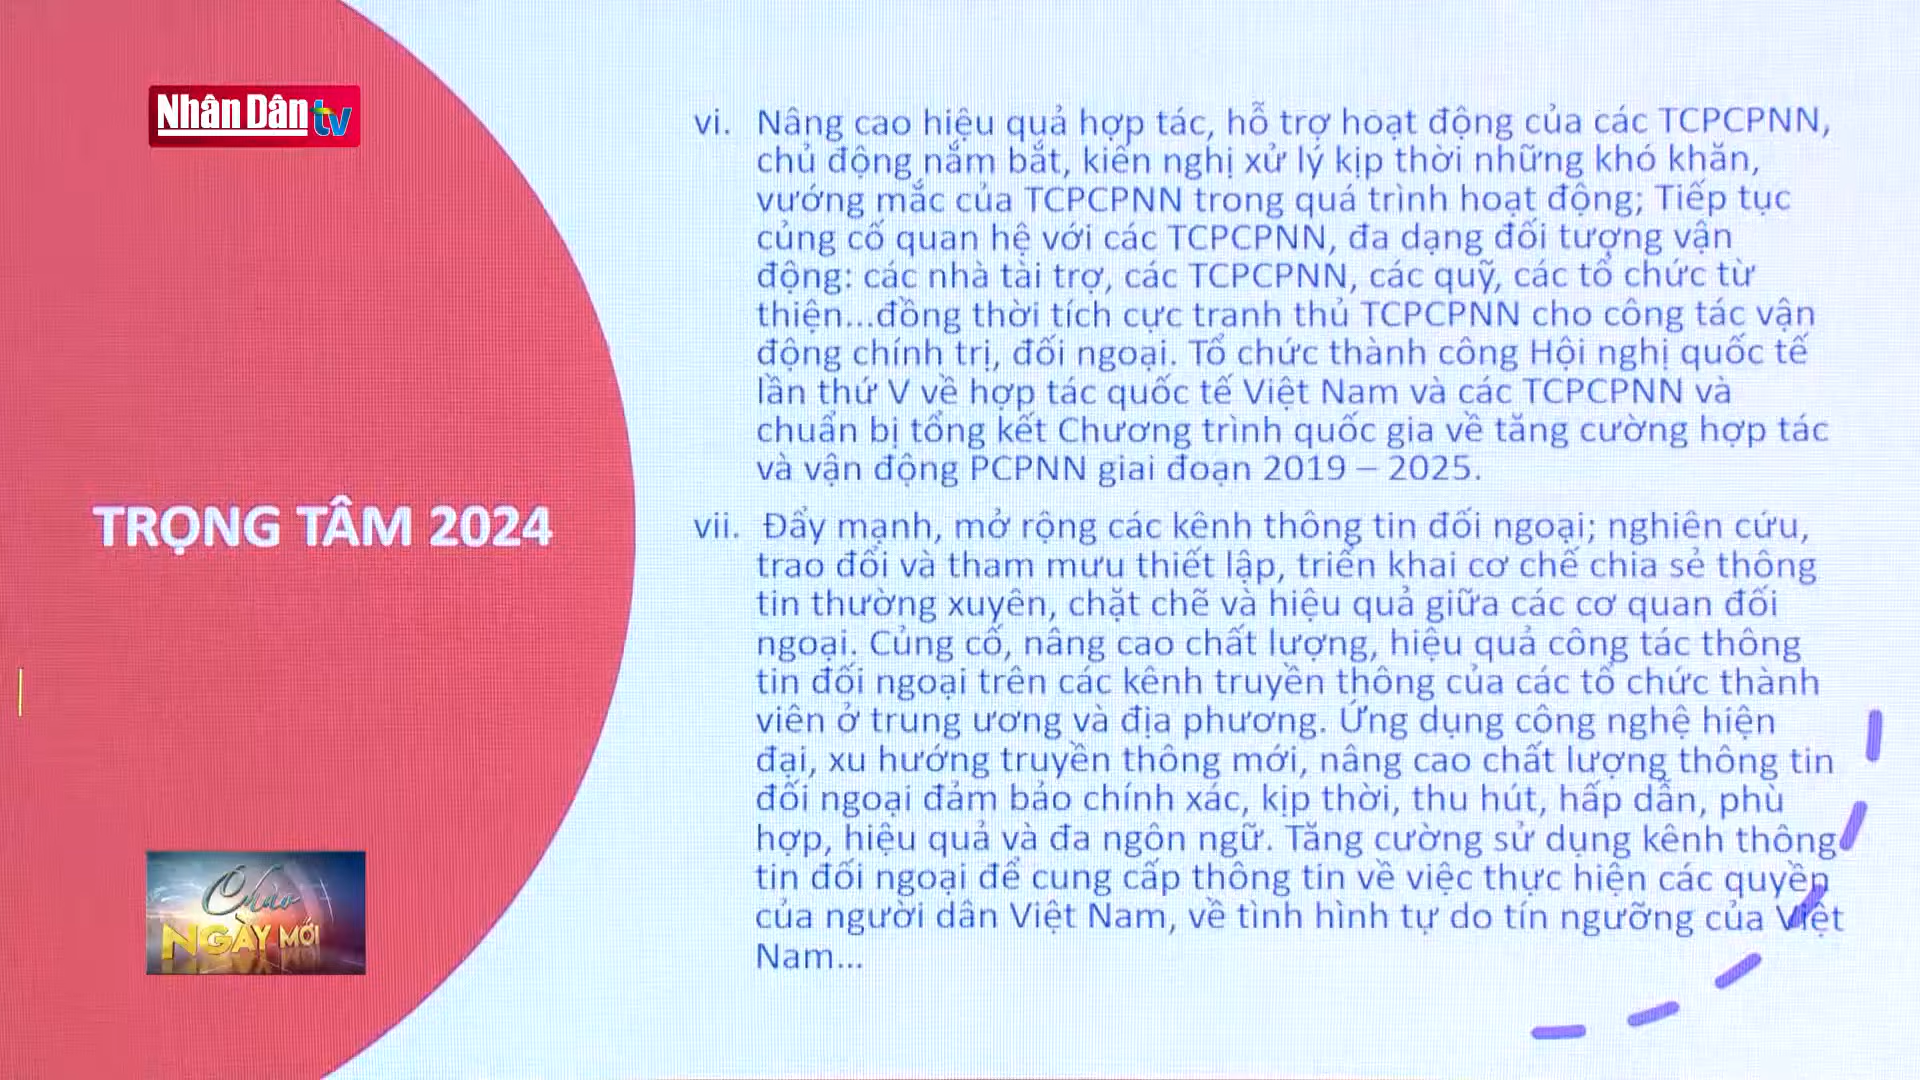 Nhân Dân tv
vi. Nâng cao hiệu quả hợp tác, hỗ trợ hoạt động của các TCPCPNN,
chủ động nắm bắt, kiến nghị xử lý kịp thời những khó khăn,
vướng mắc của TCPCPNN trong quá trình hoạt động; Tiếp tục
củng cố quan hệ với các TCPCPNN, đa dạng đối tượng vận
động: các nhà tài trợ, các TCPCPNN, các quỹ, các tổ chức từ
thiện...đồng thời tích cực tranh thủ TCPCPNN cho công tác vận
động chính trị, đối ngoại. Tổ chức thành công Hội nghị quốc tế
lần thứ V về hợp tác quốc tế Việt Nam và các TCPCPNN và
chuẩn bị tổng kết Chương trình quốc gia về tăng cường hợp tác
và vận động PCPNN giai đoạn 2019 – 2025.
TRỌNG TÂM 2024
vii. Đẩy mạnh, mở rộng các kênh thông tin đối ngoại; nghiên cứu,
trao đổi và tham mưu thiết lập, triển khai cơ chế chia sẻ thông
tin thường xuyên, chặt chẽ và hiệu quả giữa các cơ quan đối
ngoại. Củng cố, nâng cao chất lượng, hiệu quả công tác thông
tin đối ngoại trên các kênh truyền thông của các tổ chức thành
viên ở trung ương và địa phương. Ứng dụng công nghệ hiện
đại, xu hướng truyền thông mới, nâng cao chất lượng thông tin
đối ngoại đảm bảo chính xác, kịp thời, thu hút, hấp dẫn, phù
hợp, hiệu quả và đa ngôn ngữ. Tăng cường sử dụng kênh thông
tin đối ngoại để cung cấp thông tin về việc thực hiện các quyền
của người dân Việt Nam, về tình hình tự do tín ngưỡng của Việt
Nam...
Chào
NGÀY MỚI